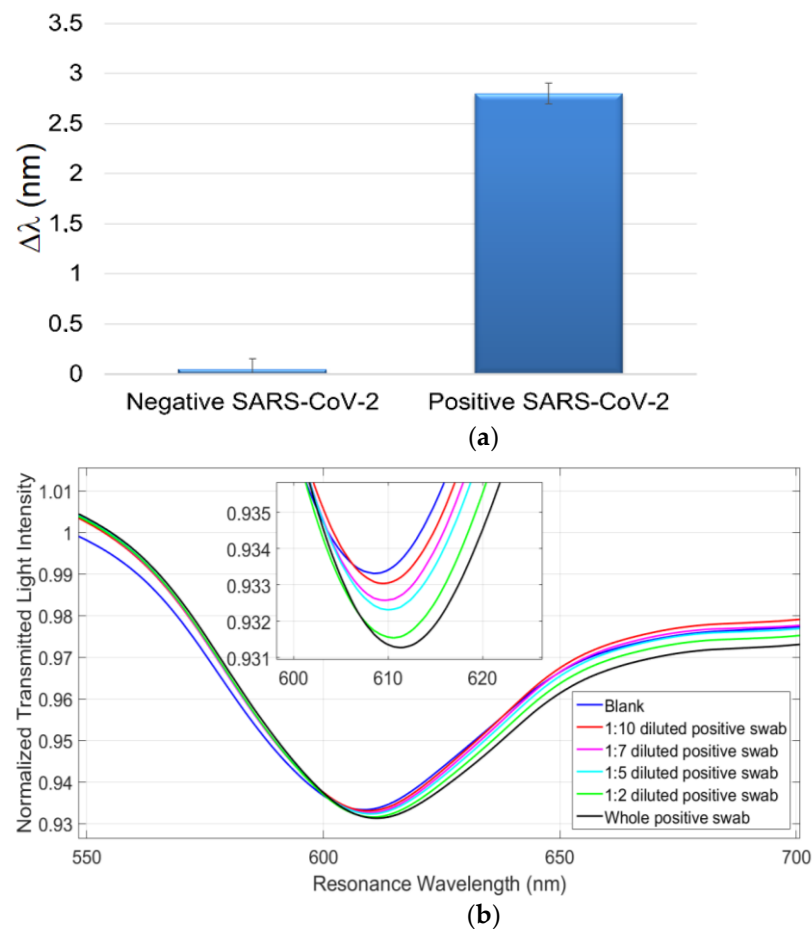 3.5
3
2.5
2
1.5
1
0.5
0
Δλ (nm)
Negative SARS-CoV-2 Positive SARS-CoV-2
(a)
1.01
1
0.99
0.98
0.97
0.96
0.95
0.94
0.93
Normalized Transmitted Light Intensity
0.935
0.934
0.933
0.932
0.931
600 610 620
Blank
1:10 diluted positive swab
1:7 diluted positive swab
1:5 diluted positive swab
1:2 diluted positive swab
Whole positive swab
550 600 650 700
Resonance Wavelength (nm)
(b)